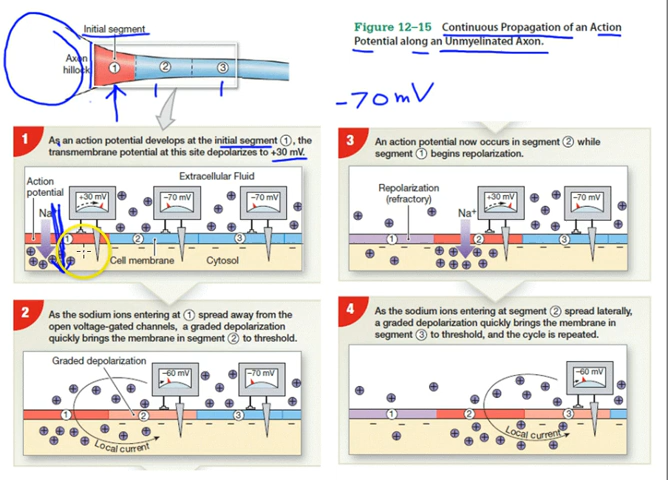 Initial segment
Axon
hillock
1
2
3
Figure 12–15 Continuous Propagation of an Action
Potential along an Unmyelinated Axon.
-70mV
1
As an action potential develops at the initial segment ①, the
transmembrane potential at this site depolarizes to +30 mV.
Action
potential
Extracellular Fluid
+30 mV
-70 mV
-70 mV
Na⁺
1
2
3
Cell membrane
Cytosol
2
As the sodium ions entering at ① spread away from the
open voltage-gated channels, a graded depolarization
quickly brings the membrane in segment ② to threshold.
Graded depolarization
-60 mV
-70 mV
1
2
3
Local current
3
An action potential now occurs in segment ② while
segment ① begins repolarization.
Repolarization
(refractory)
+30 mV
-70 mV
Na⁺
1
2
3
4
As the sodium ions entering at segment ② spread laterally,
a graded depolarization quickly brings the membrane in
segment ③ to threshold, and the cycle is repeated.
-60 mV
1
2
3
Local current